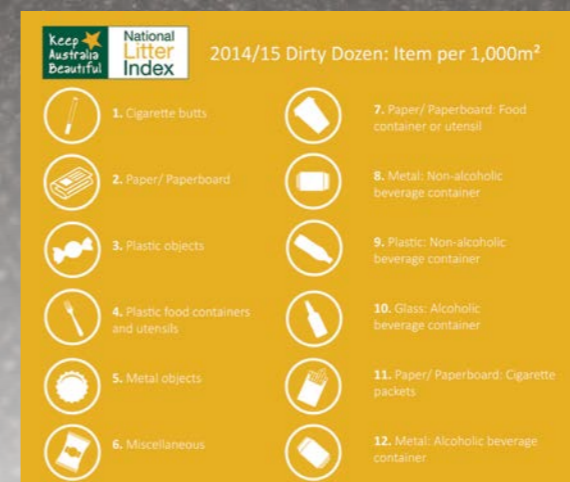 Keep
Australia
Beautiful
National
Litter
Index
2014/15 Dirty Dozen: Item per 1,000m²
1. Cigarette butts
2. Paper/ Paperboard
3. Plastic objects
4. Plastic food containers
and utensils
5. Metal objects
6. Miscellaneous
7. Paper/ Paperboard: Food
container or utensil
8. Metal: Non-alcoholic
beverage container
9. Plastic: Non-alcoholic
beverage container
10. Glass: Alcoholic
beverage container
11. Paper/ Paperboard: Cigarette
packets
12. Metal: Alcoholic beverage
container